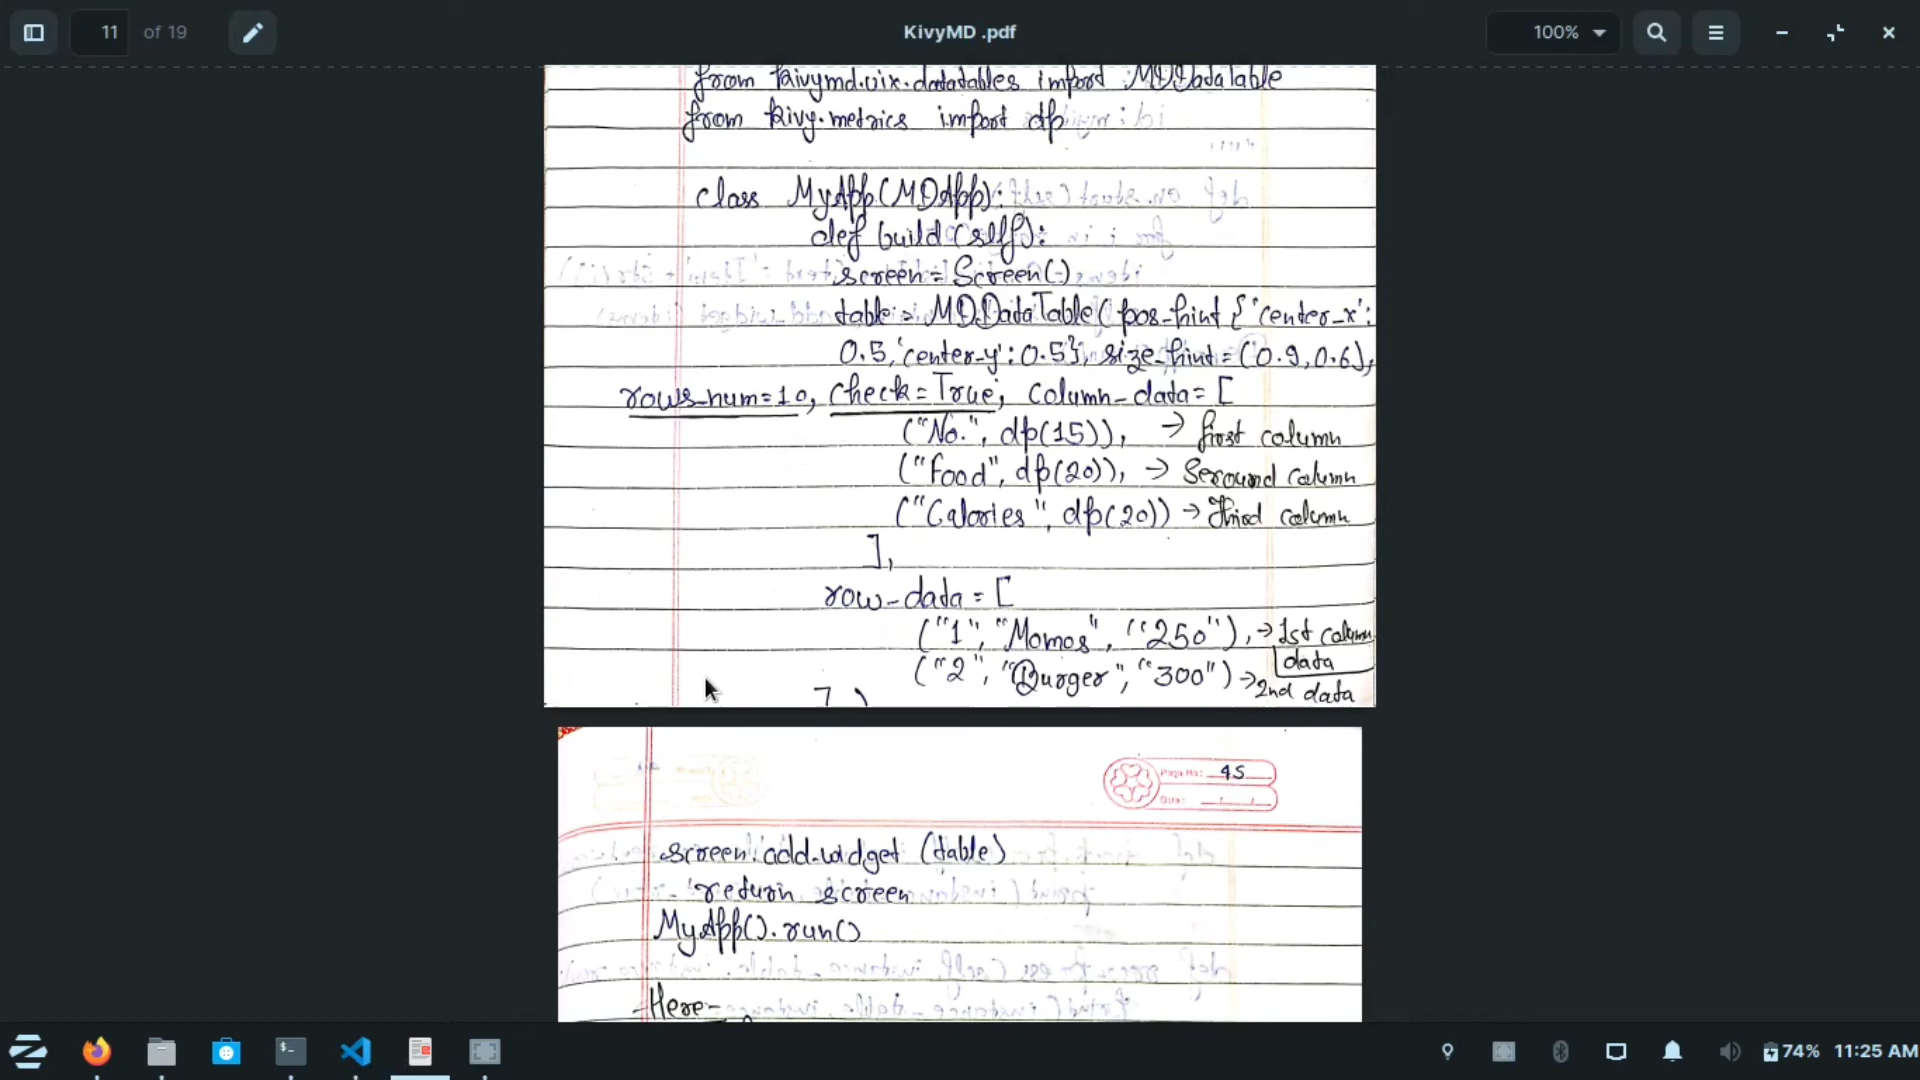 11 of 19
KivyMD .pdf
100%
from kivymd.uix.datatables import MDDataTable
from kivy.metrics import dp
class MyApp(MDApp):
def build(self):
screen = Screen()
table = MDDataTable( pos_hint {'center_x':
0.5, 'center_y': 0.5}, size_hint = (0.9, 0.6),
rows_num=10, check = True, column_data = [
("No.", dp(15)), → first column
("Food", dp(20)), → Secound column
("Calories", dp(20)) → Third column
],
row_data = [
("1", "Momos", "250"), → 1st column
data
("2", "Burger", "300") → 2nd data
])
Page No: 45
Date:
screen.add_widget (table)
return screen
MyApp().run()
Here-
74% 11:25 AM